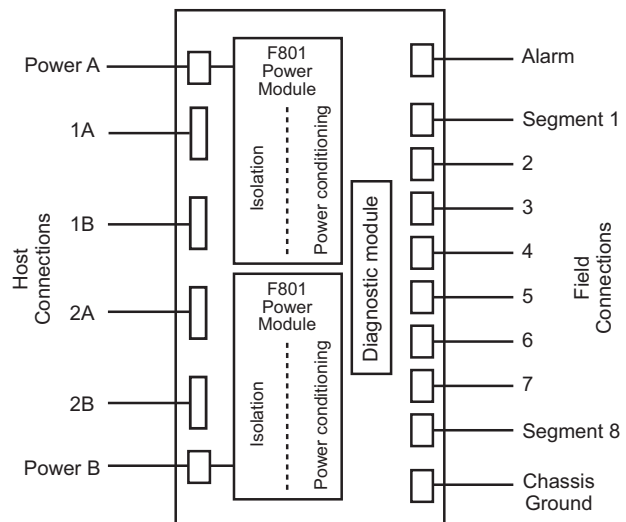 Host
Connections
Power A
1A
1B
2A
2B
Power B
F801
Power
Module
Isolation
Power conditioning
F801
Power
Module
Isolation
Power conditioning
Diagnostic module
Alarm
Segment 1
2
3
4
5
6
7
Segment 8
Chassis
Ground
Field
Connections